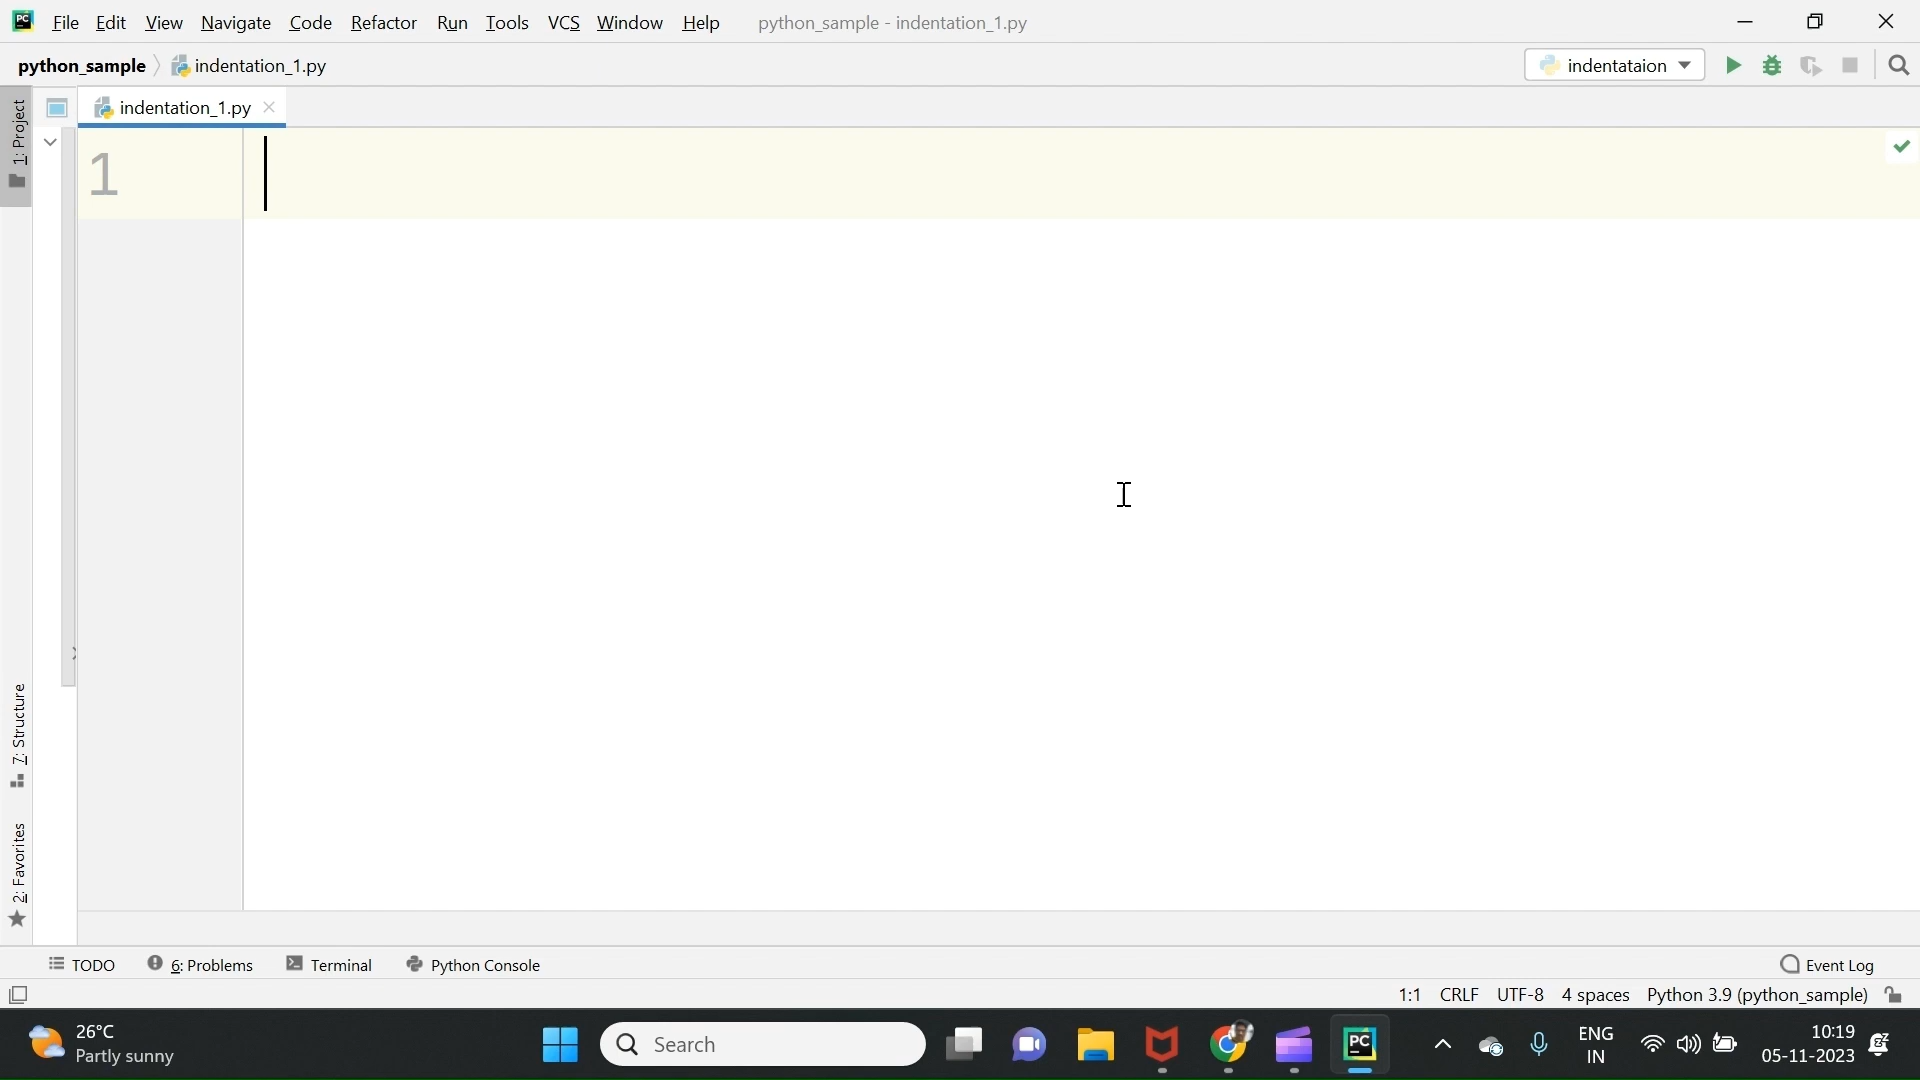 File Edit View Navigate Code Refactor Run Tools VCS Window Help python_sample - indentation_1.py
python_sample indentation_1.py indentataion
1: Project
indentation_1.py
1
7: Structure
2: Favorites
TODO 6: Problems Terminal Python Console Event Log
1:1 CRLF UTF-8 4 spaces Python 3.9 (python_sample)
26°C
Partly sunny
Search
PC
ENG
IN
10:19
05-11-2023